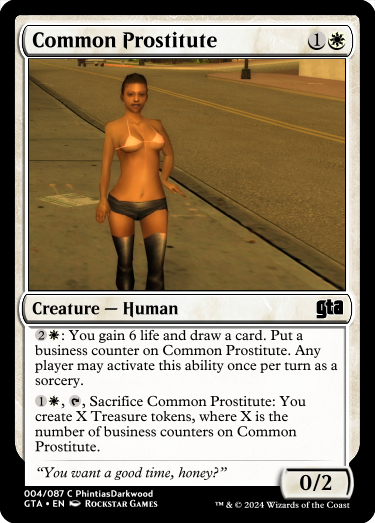 Common Prostitute 1
Creature — Human gta
2: You gain 6 life and draw a card. Put a
business counter on Common Prostitute. Any
player may activate this ability once per turn as a
sorcery.
1, , Sacrifice Common Prostitute: You
create X Treasure tokens, where X is the
number of business counters on Common
Prostitute.
“You want a good time, honey?”
0/2
004/087 C PhintiasDarkwood
GTA • EN Rockstar Games
™ & © 2024 Wizards of the Coast